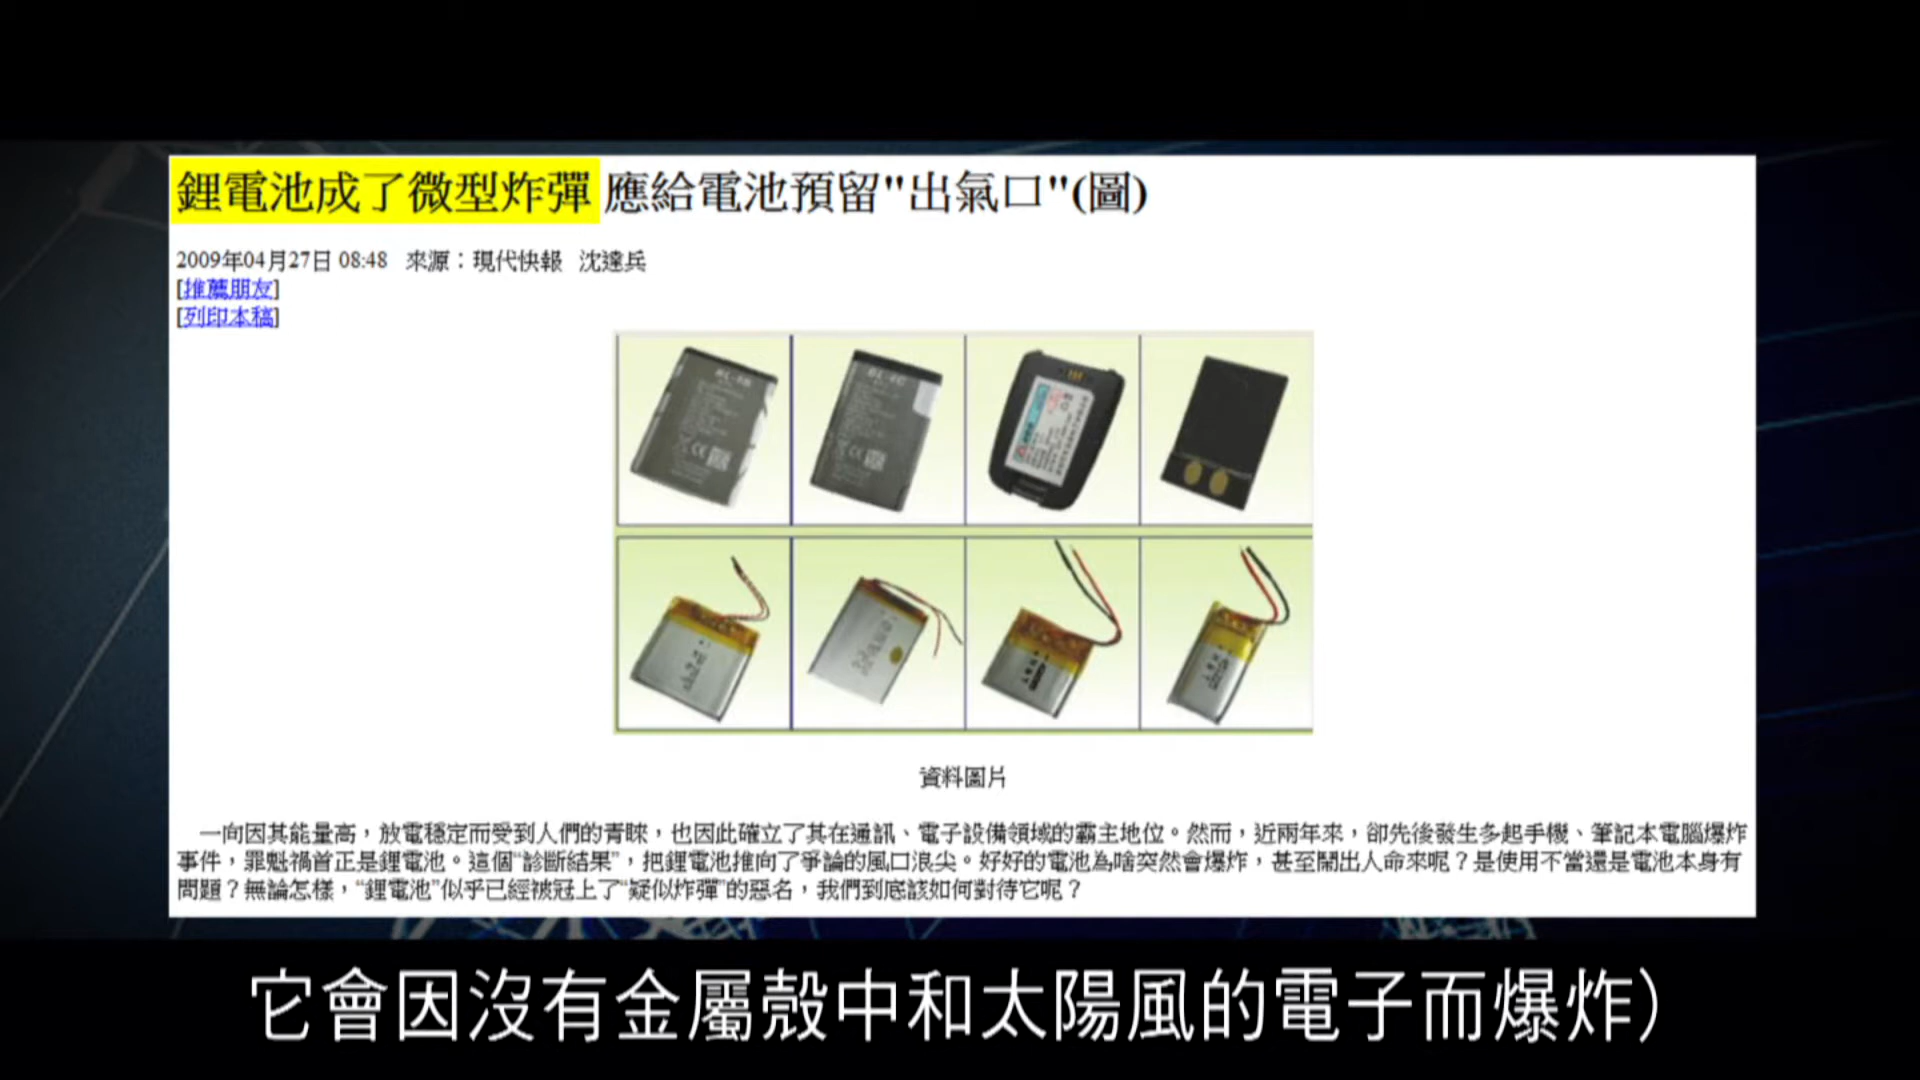 鋰電池成了微型炸彈 應給電池預留"出氣口"(圖)
2009年04月27日 08:48 來源：現代快報 沈達兵
[推薦朋友]
[列印本稿]
資料圖片
一向因其能量高，放電穩定而受到人們的青睞，也因此確立了其在通訊、電子設備領域的霸主地位。然而，近兩年來，卻先後發生多起手機、筆記本電腦爆炸
事件，罪魁禍首正是鋰電池。這個“診斷結果”，把鋰電池推向了爭論的風口浪尖。好好的電池為啥突然會爆炸，甚至鬧出人命來呢？是使用不當還是電池本身有
問題？無論怎樣，“鋰電池”似乎已經被冠上了“疑似炸彈”的惡名，我們到底該如何對待它呢？
它會因沒有金屬殼中和太陽風的電子而爆炸）